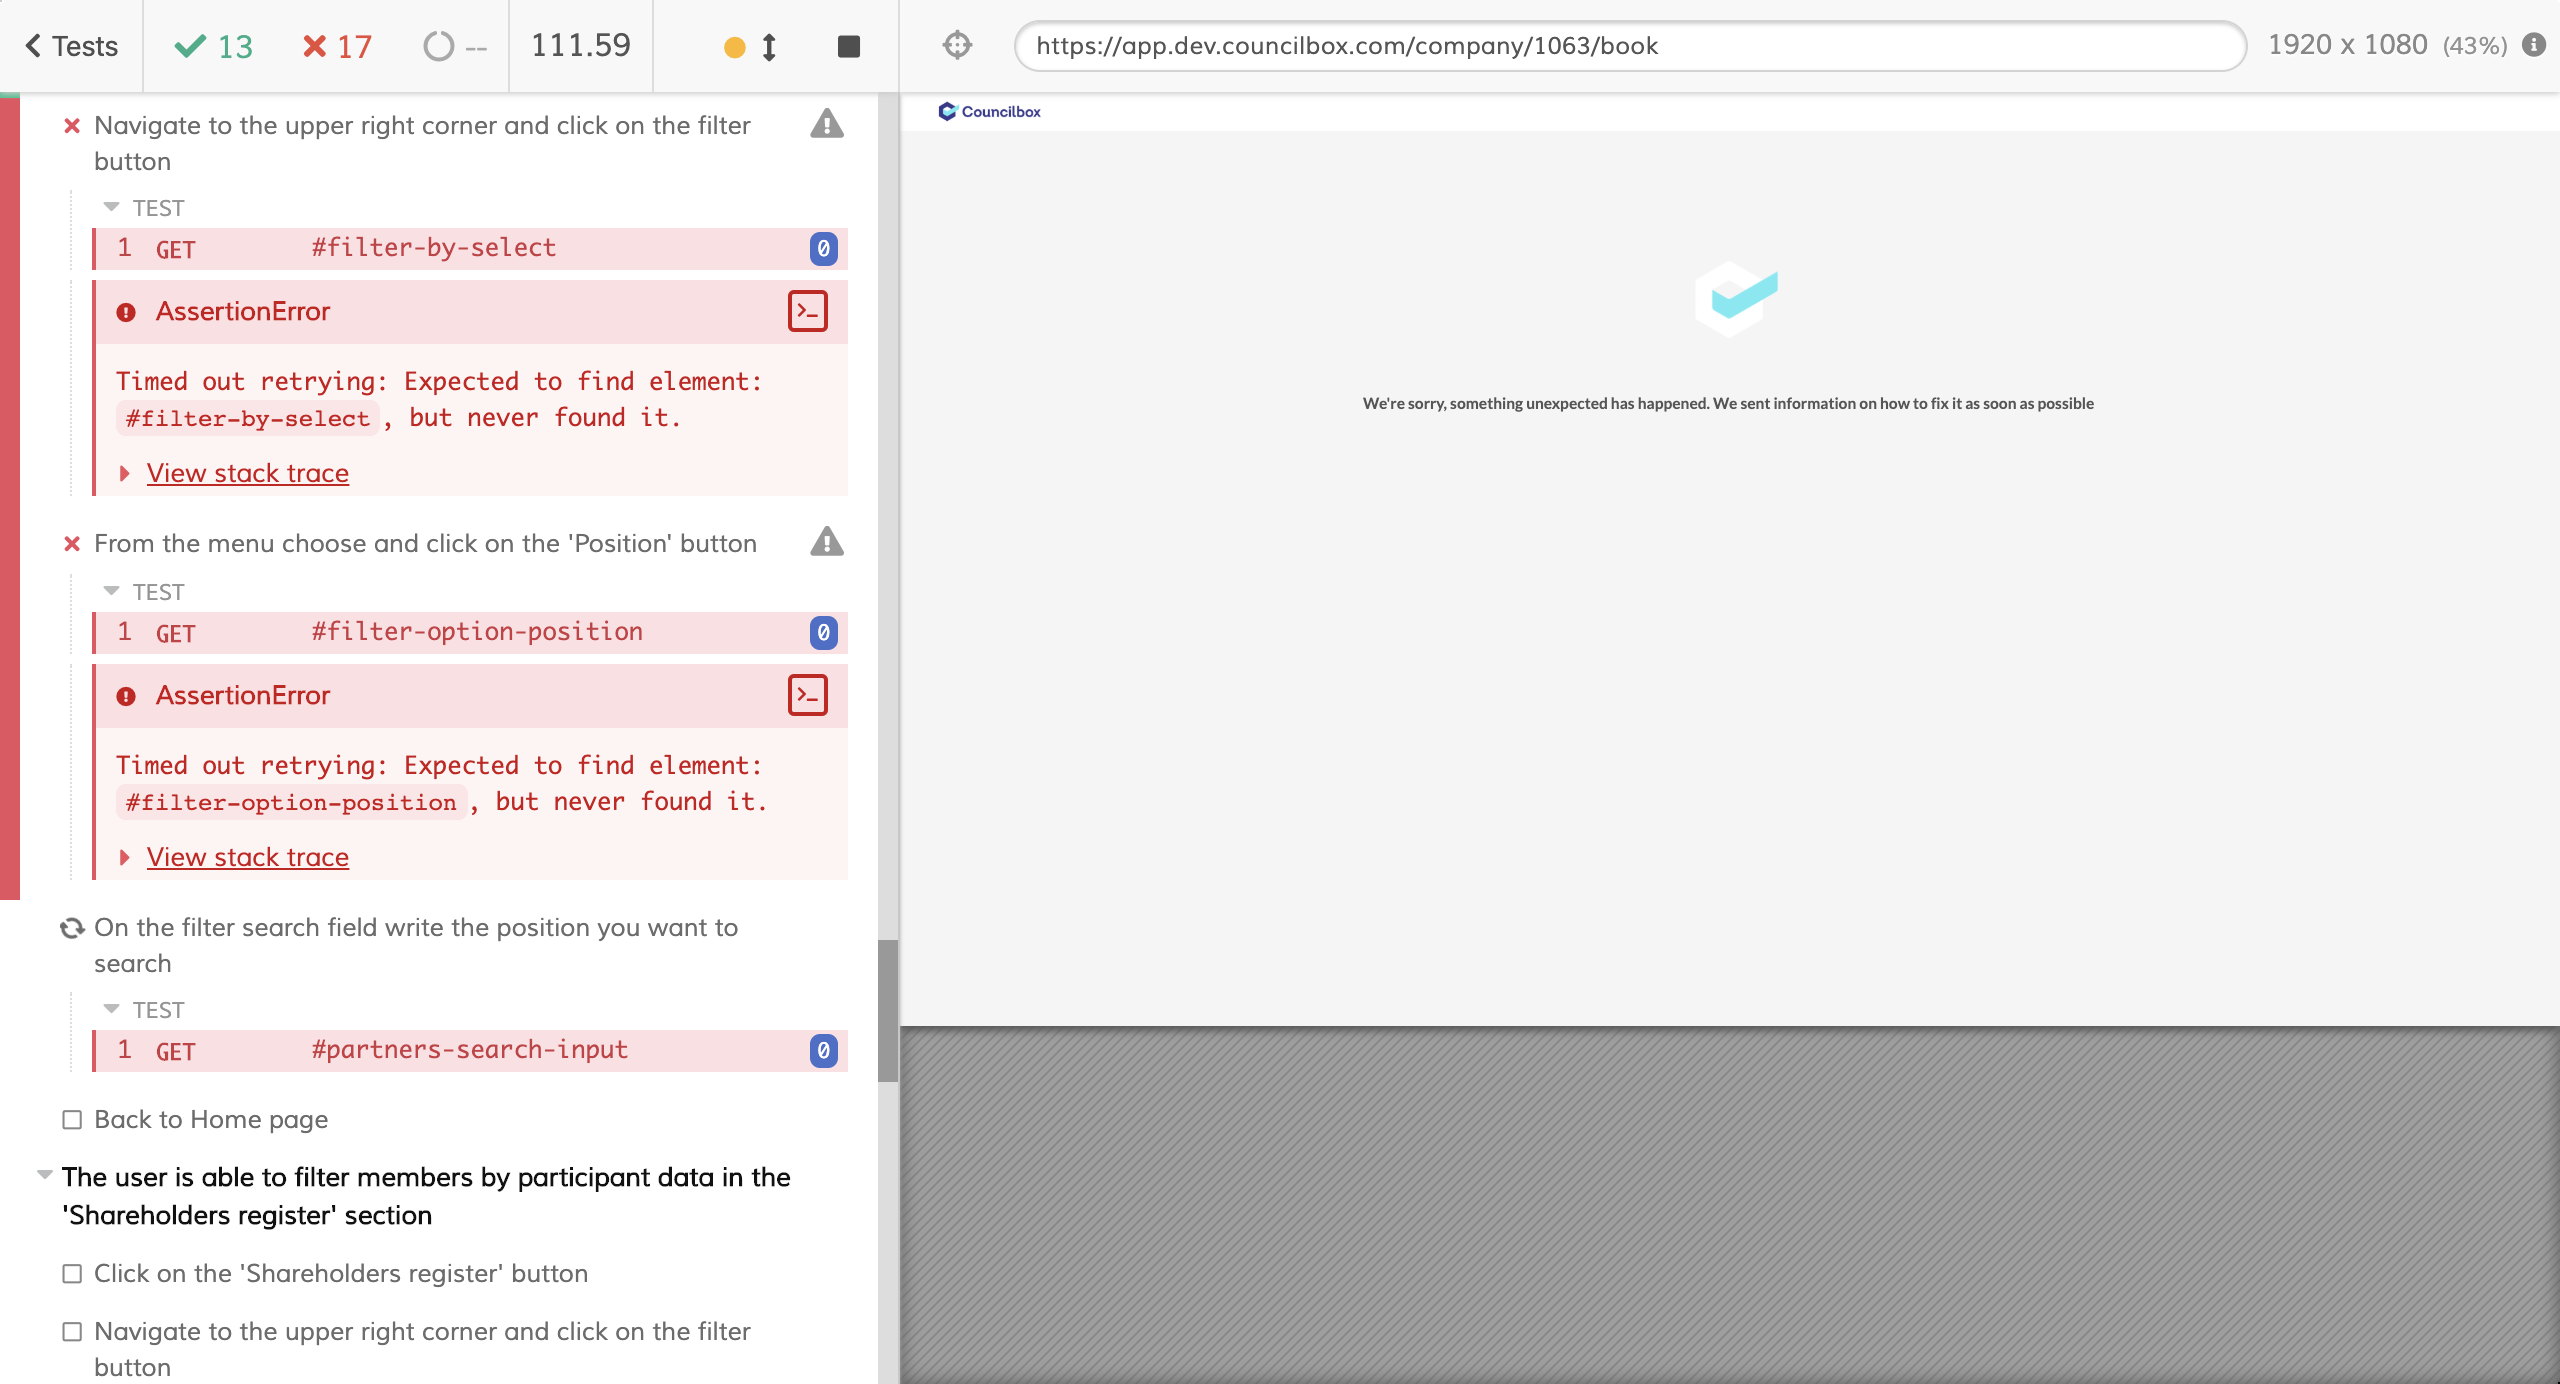 Tests
13
17
--
111.59
https://app.dev.councilbox.com/company/1063/book
1920 x 1080 (43%)
Navigate to the upper right corner and click on the filter
button
TEST
1 GET #filter-by-select 0
AssertionError
Timed out retrying: Expected to find element:
#filter-by-select, but never found it.
View stack trace
From the menu choose and click on the 'Position' button
TEST
1 GET #filter-option-position 0
AssertionError
Timed out retrying: Expected to find element:
#filter-option-position, but never found it.
View stack trace
On the filter search field write the position you want to
search
TEST
1 GET #partners-search-input 0
Back to Home page
The user is able to filter members by participant data in the
'Shareholders register' section
Click on the 'Shareholders register' button
Navigate to the upper right corner and click on the filter
button
Councilbox
We're sorry, something unexpected has happened. We sent information on how to fix it as soon as possible